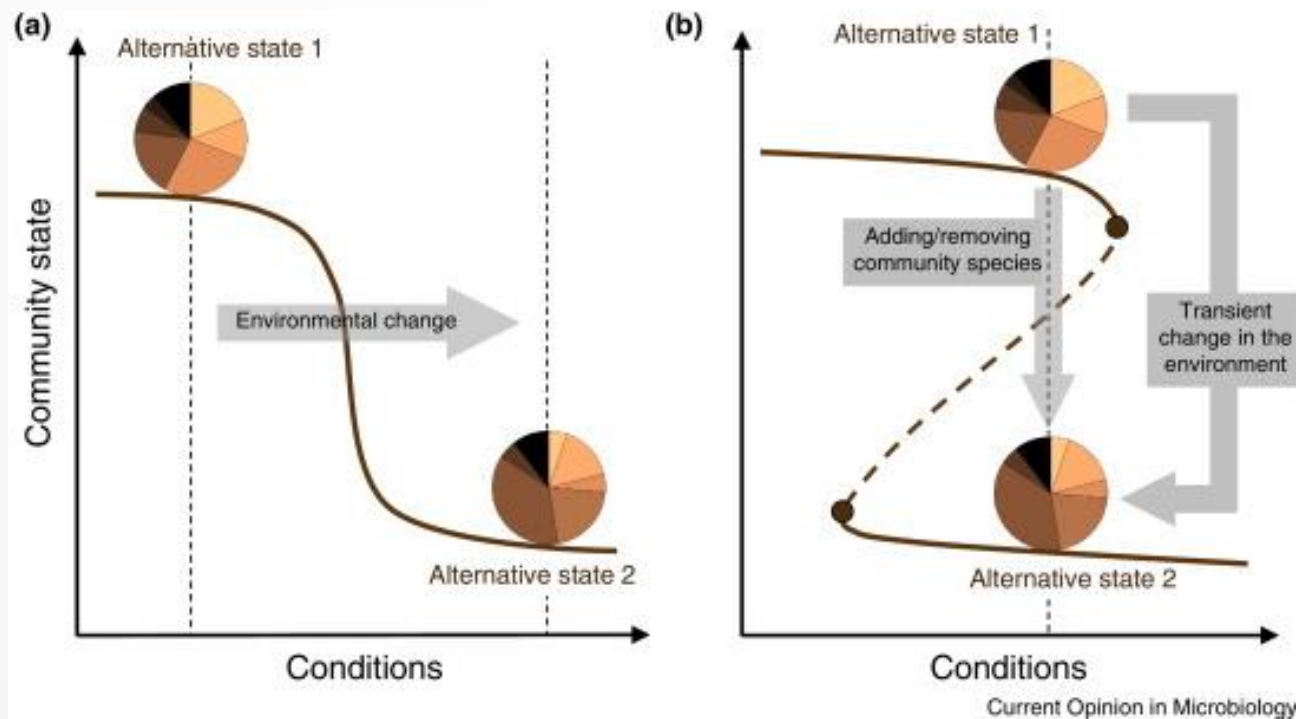 (a)
Alternative state 1
Community state
Environmental change
Alternative state 2
Conditions
(b)
Alternative state 1
Adding/removing
community species
Transient
change in the
environment
Alternative state 2
Conditions
Current Opinion in Microbiology